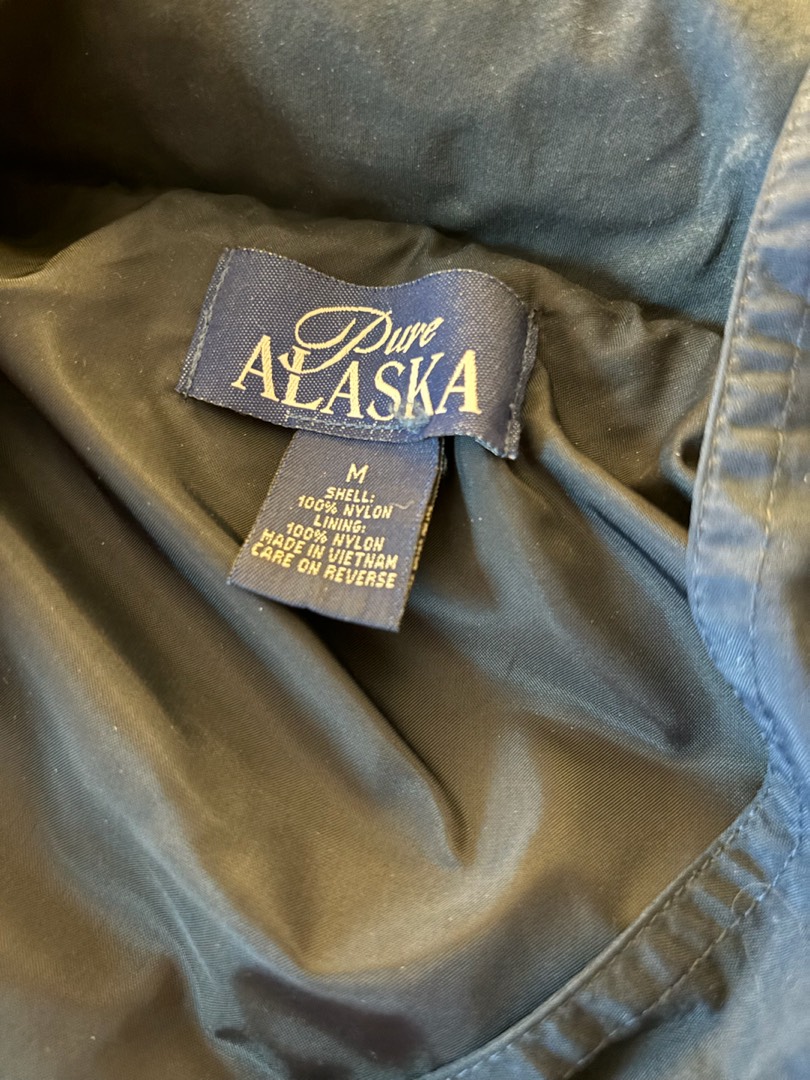 Pure
ALASKA
M
SHELL:
100% NYLON
LINING:
100% NYLON
MADE IN VIETNAM
CARE ON REVERSE